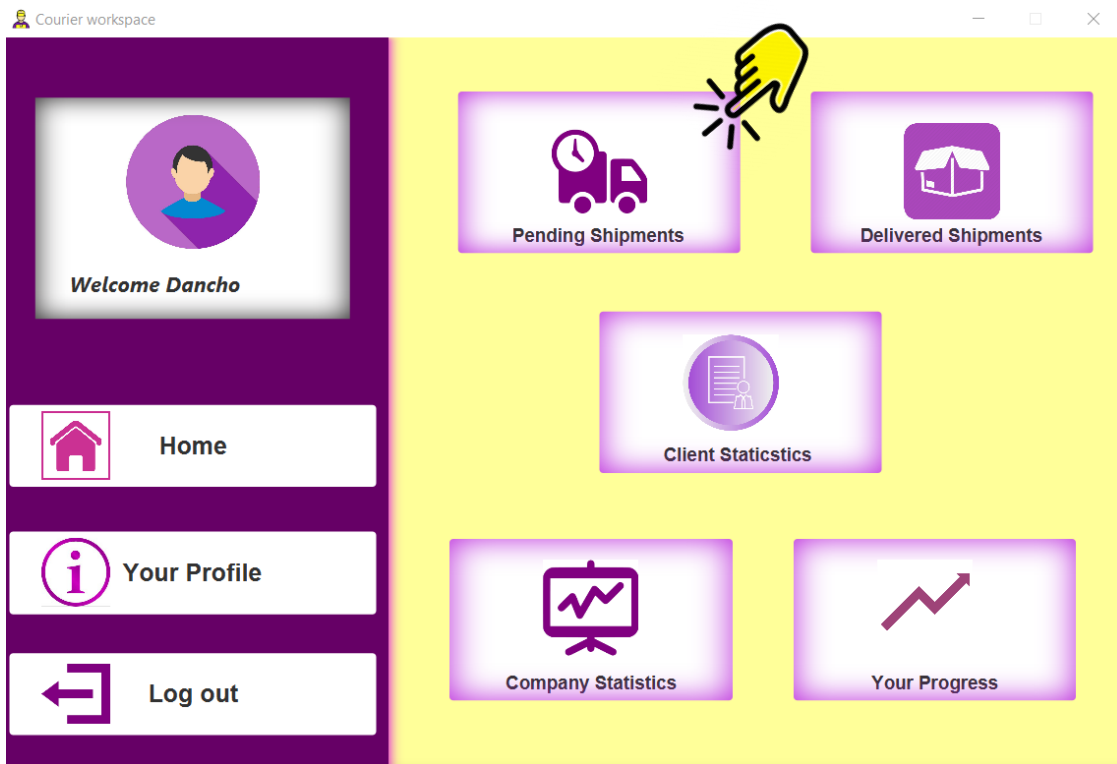 Courier workspace
Welcome Dancho
Home
Your Profile
Log out
Pending Shipments
Delivered Shipments
Client Staticstics
Company Statistics
Your Progress